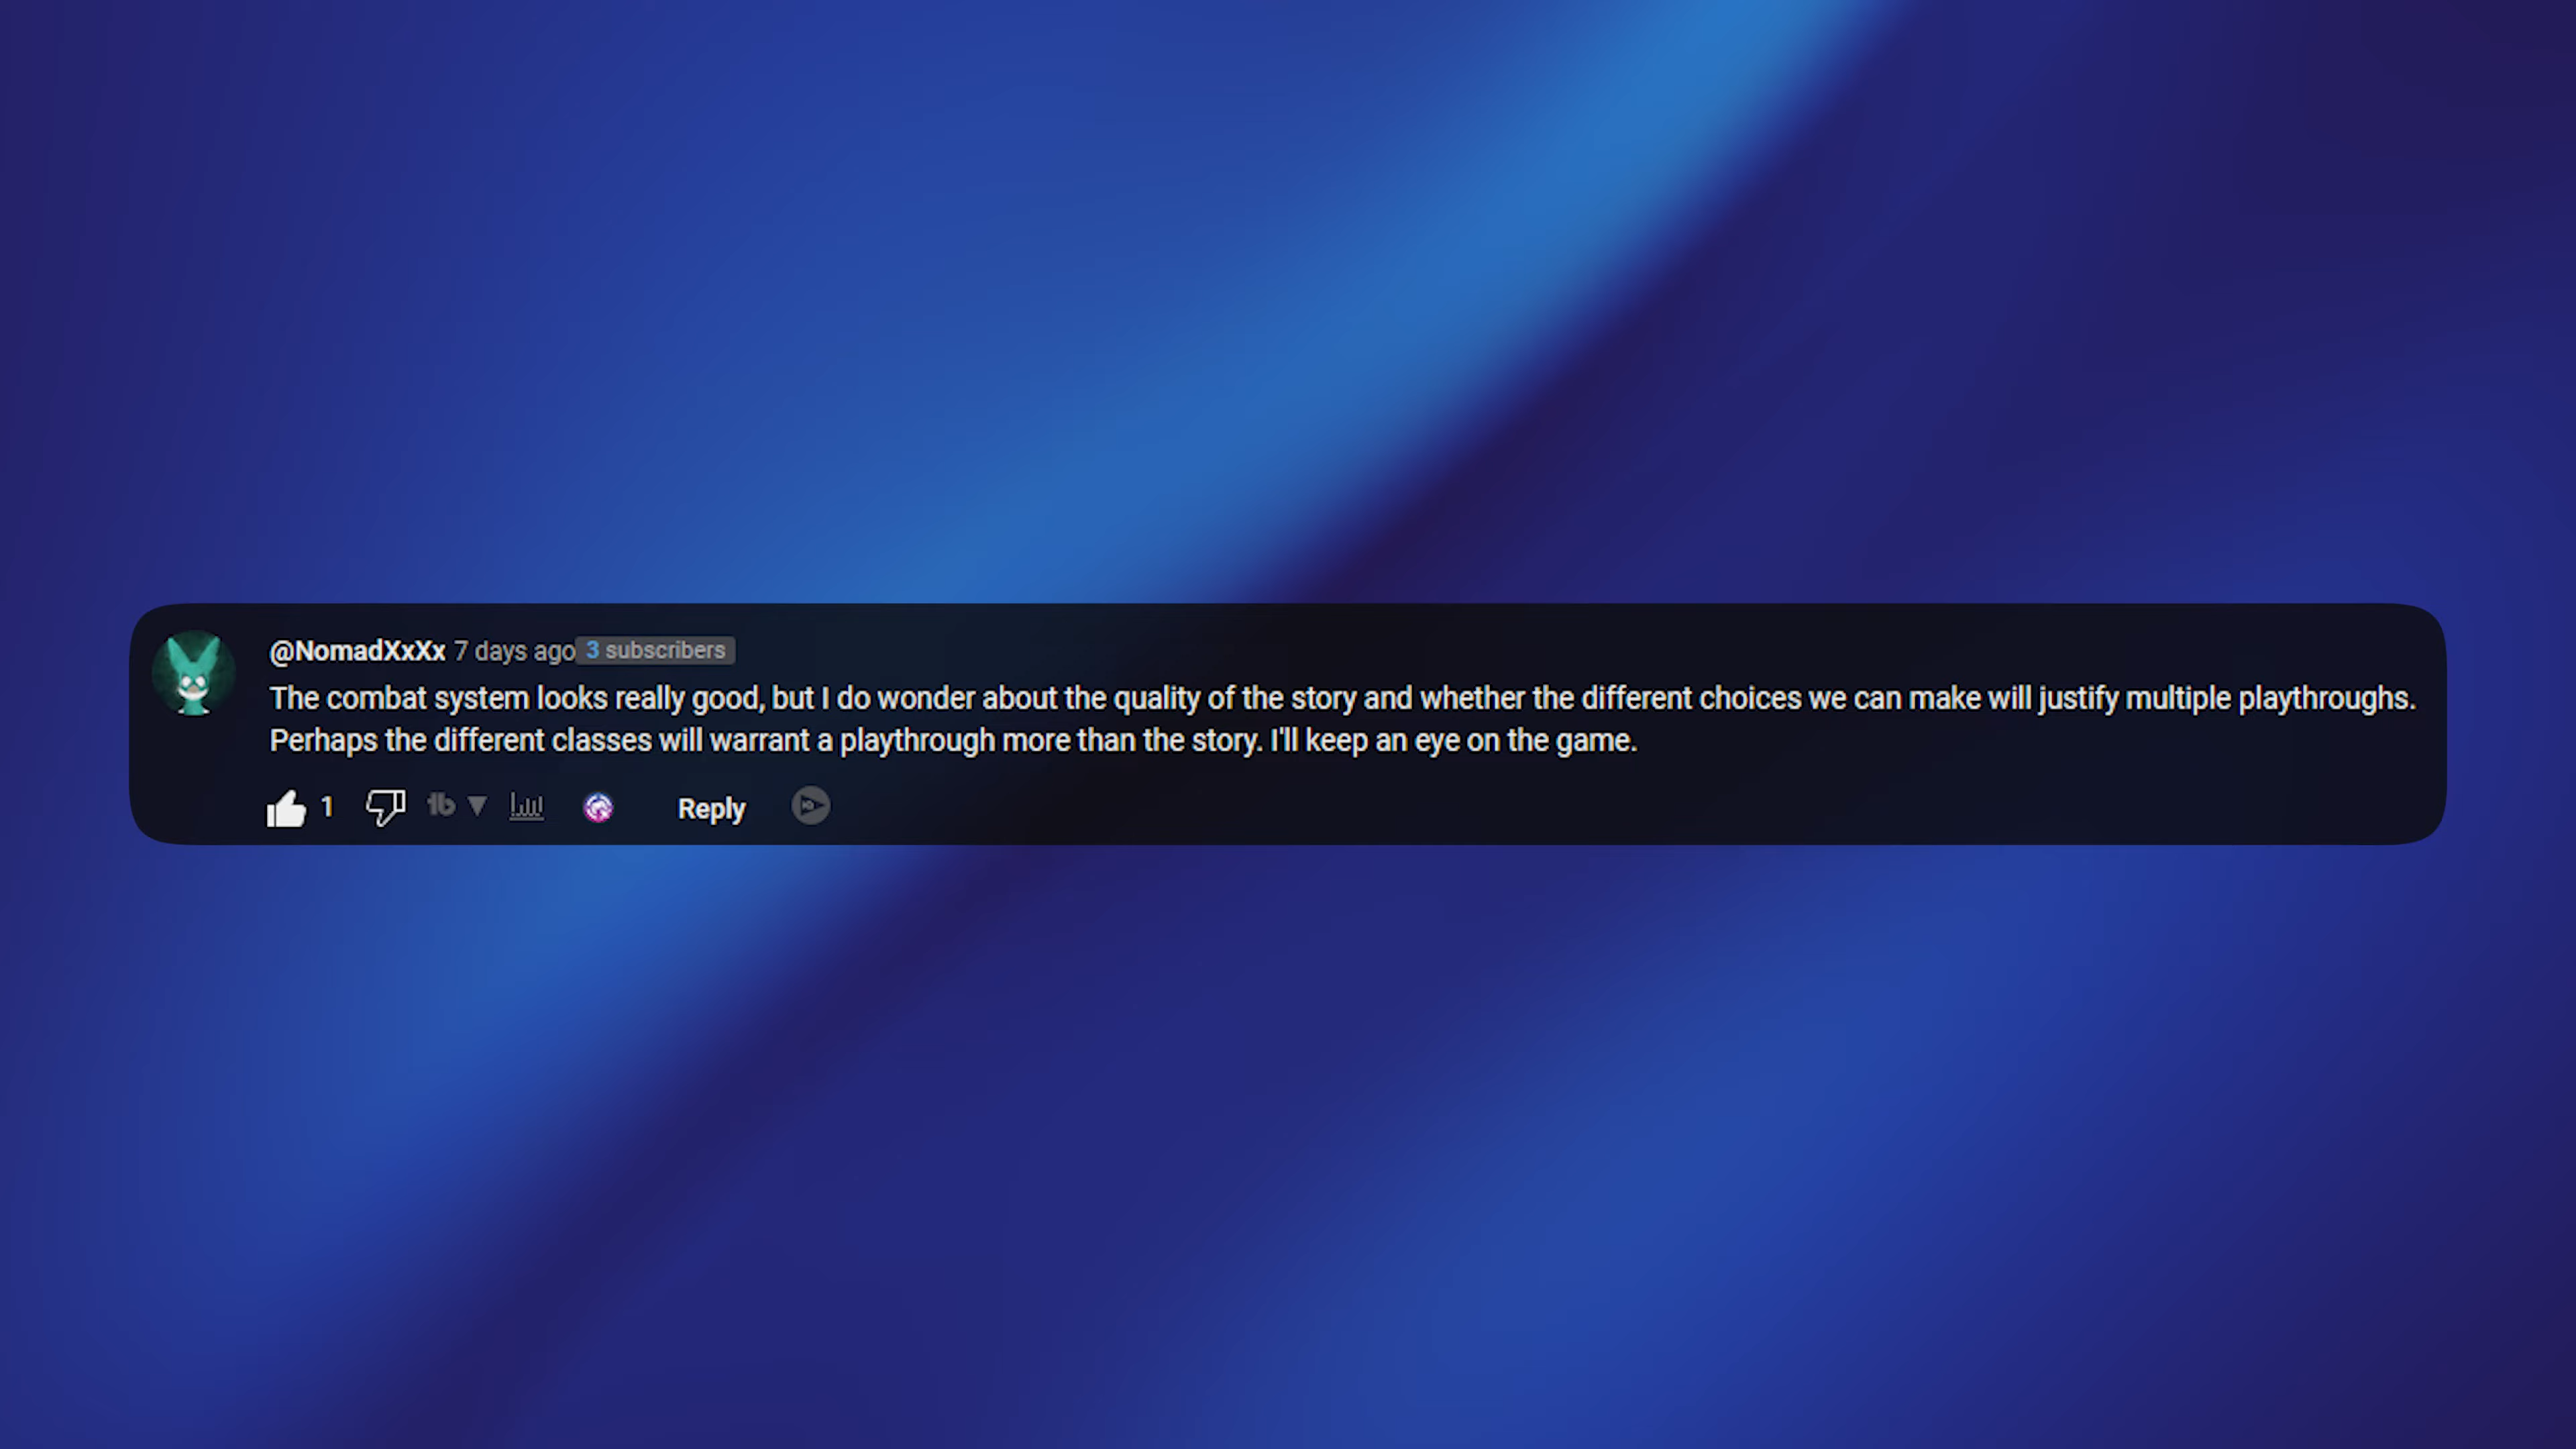 @NomadXxXx 7 days ago 3 subscribers
The combat system looks really good, but I do wonder about the quality of the story and whether the different choices we can make will justify multiple playthroughs.
Perhaps the different classes will warrant a playthrough more than the story. I'll keep an eye on the game.
1 tb Reply